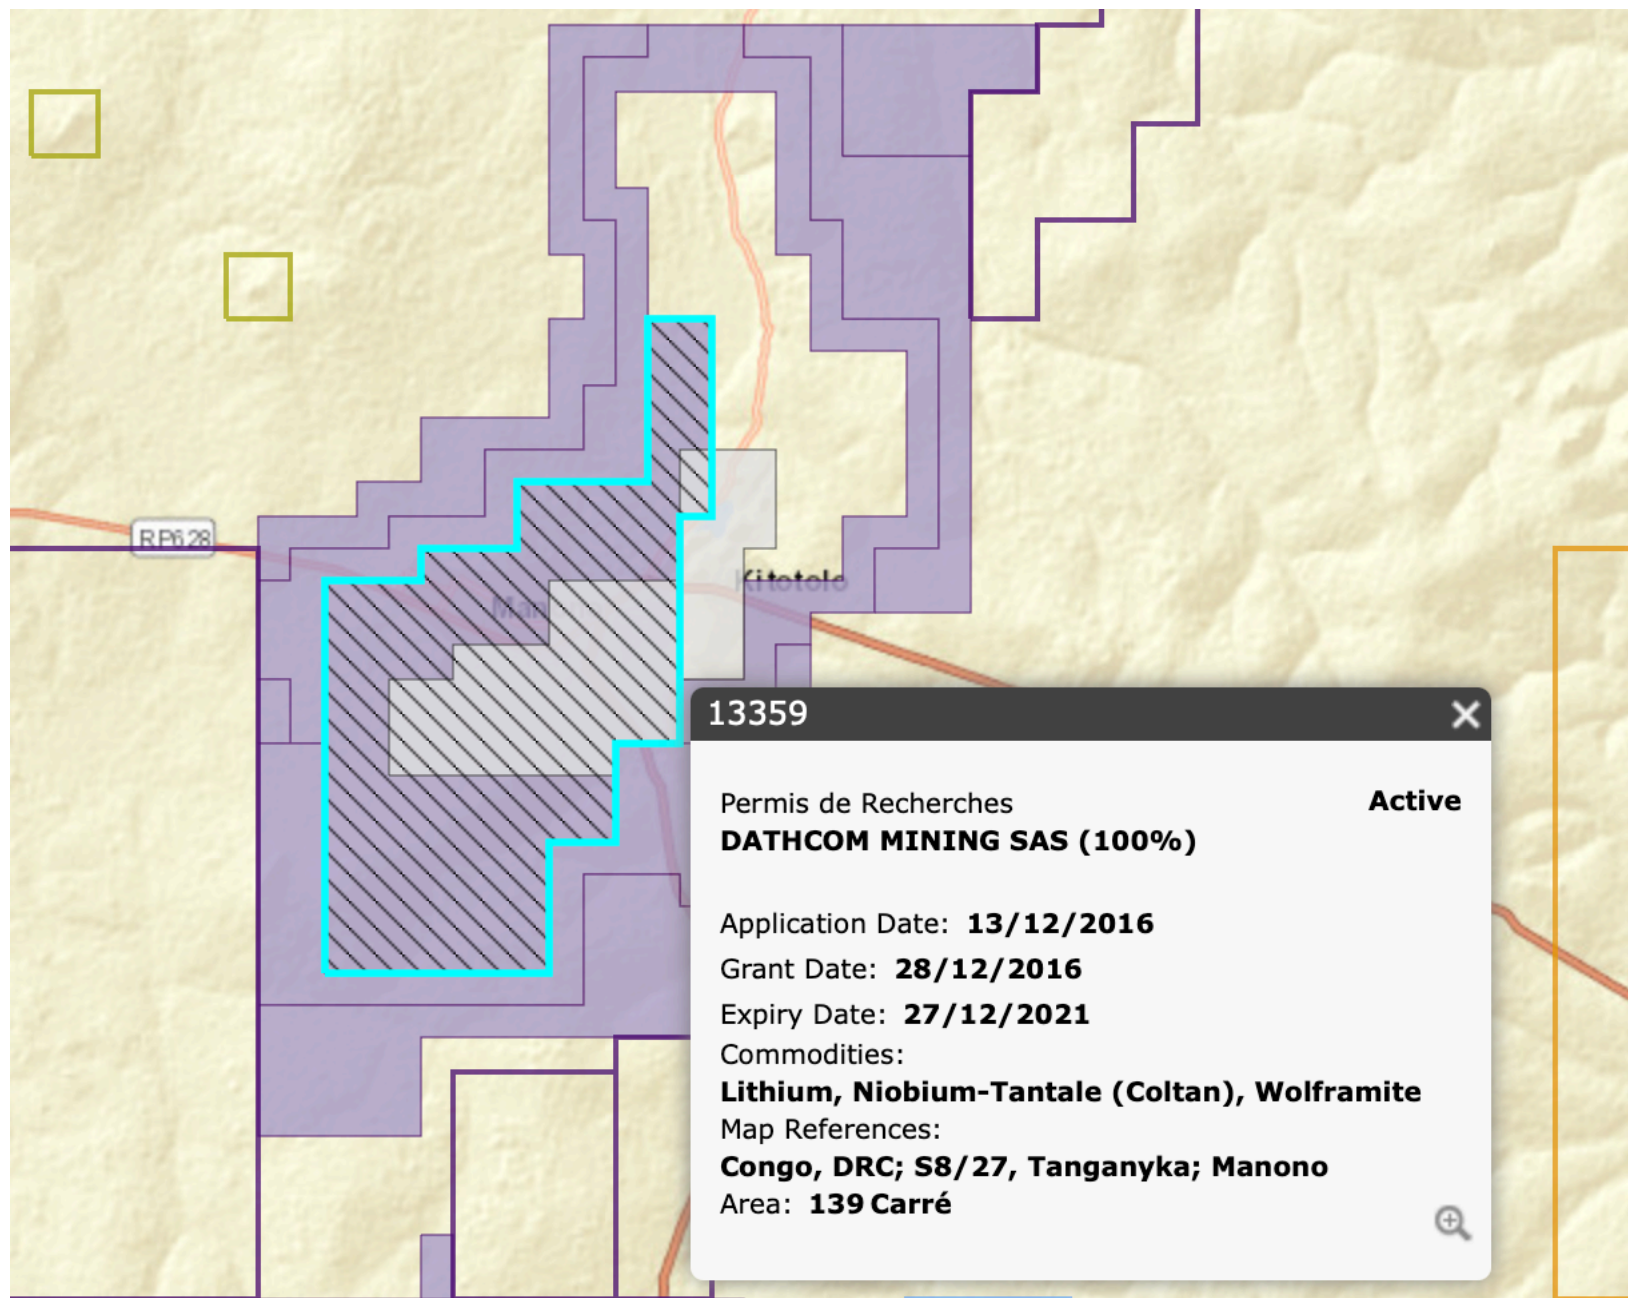 RP628
Kitotolo
Man
13359
Permis de Recherches
Active
DATHCOM MINING SAS (100%)
Application Date: 13/12/2016
Grant Date: 28/12/2016
Expiry Date: 27/12/2021
Commodities:
Lithium, Niobium-Tantale (Coltan), Wolframite
Map References:
Congo, DRC; S8/27, Tanganyka; Manono
Area: 139 Carré